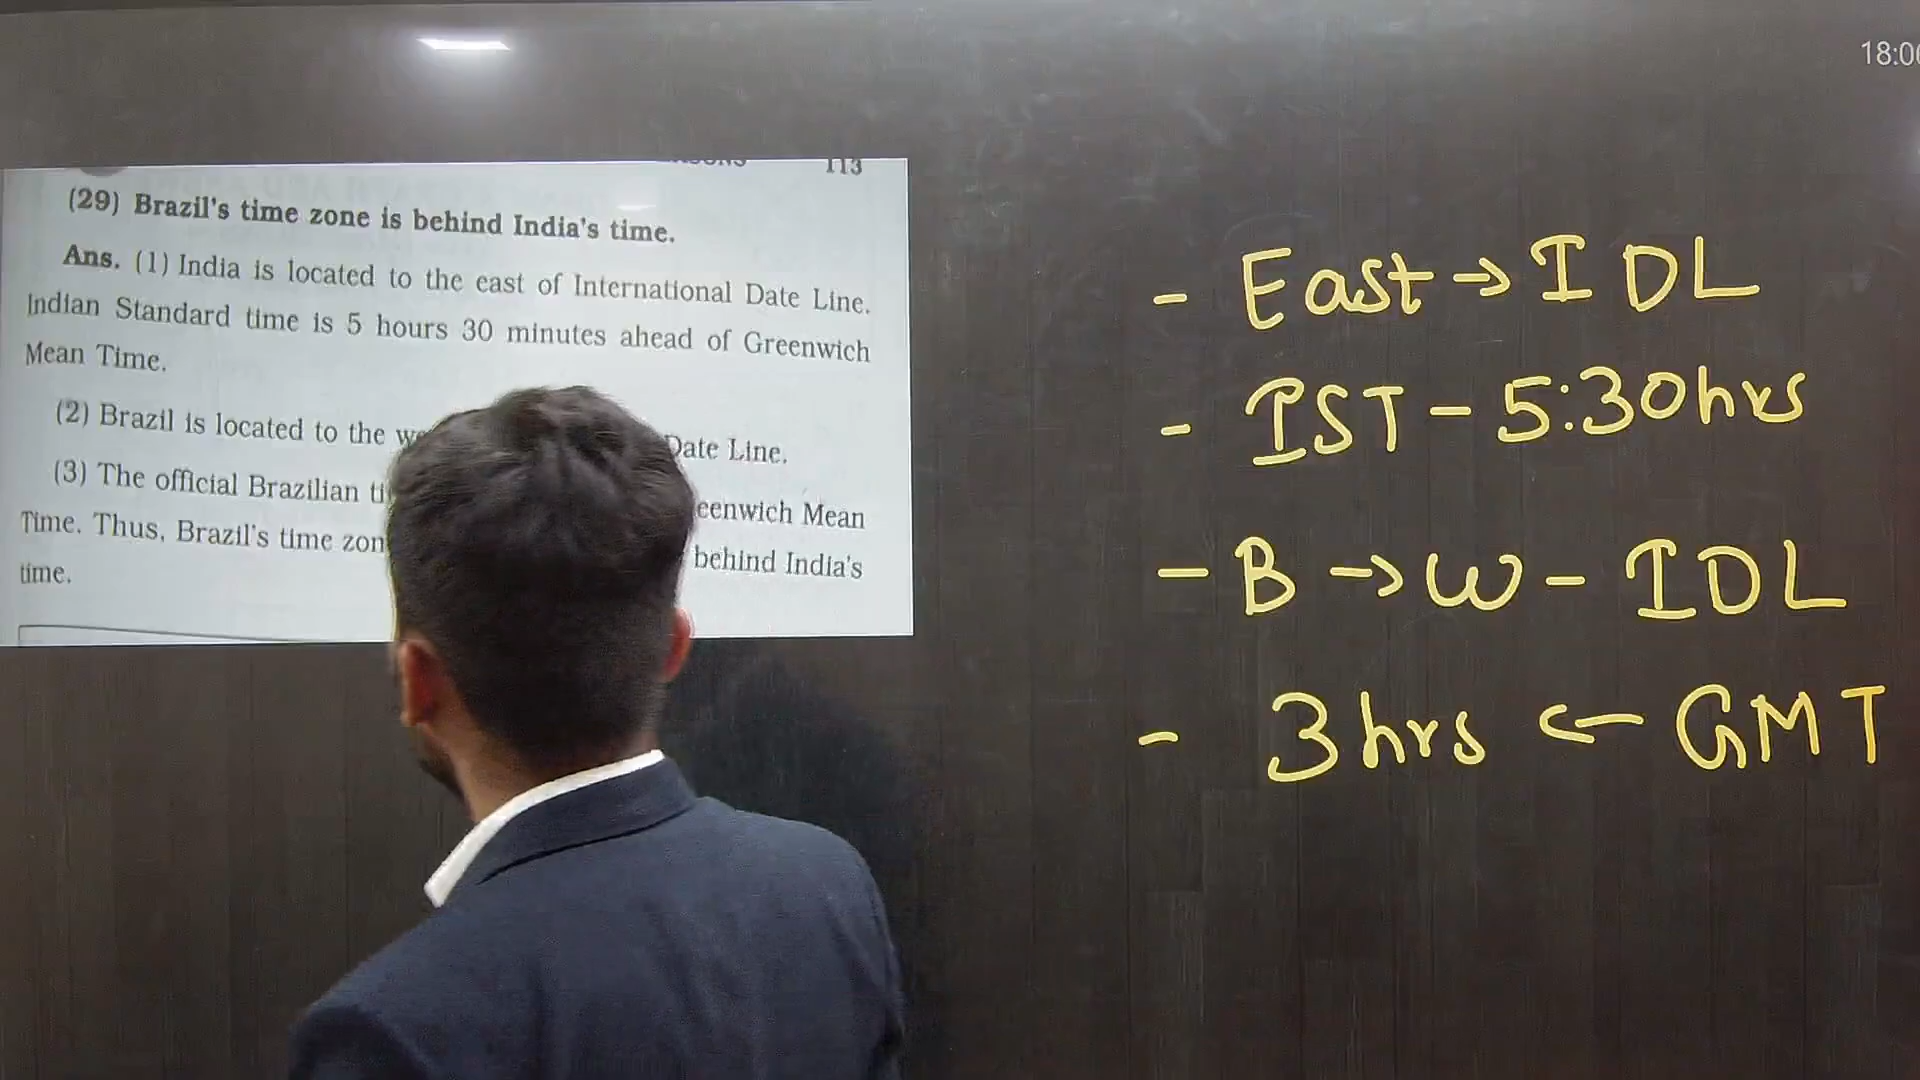 113
(29) Brazil's time zone is behind India's time.
Ans. (1) India is located to the east of International Date Line.
Indian Standard time is 5 hours 30 minutes ahead of Greenwich
Mean Time.
(2) Brazil is located to the Date Line.
(3) The official Brazilian Mean
Time. Thus, Brazil's time behind India's
time.
18:0
- East → IDL
- IST - 5:30hrs
- B → W - IDL
- 3hrs ← GMT